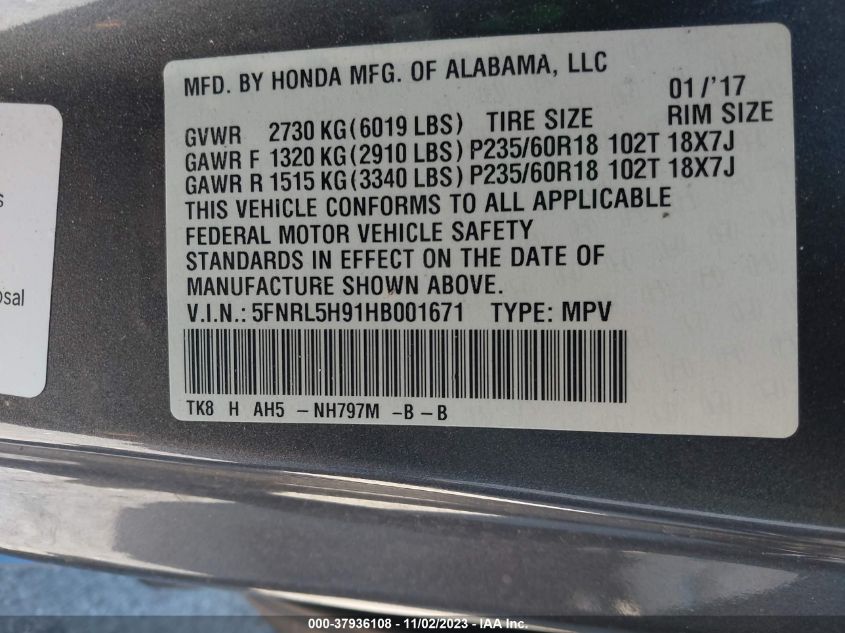 MFD. BY HONDA MFG. OF ALABAMA, LLC 01/'17
GVWR 2730 KG(6019 LBS) TIRE SIZE RIM SIZE
GAWR F 1320 KG(2910 LBS) P235/60R18 102T 18X7J
GAWR R 1515 KG(3340 LBS) P235/60R18 102T 18X7J
THIS VEHICLE CONFORMS TO ALL APPLICABLE
FEDERAL MOTOR VEHICLE SAFETY
STANDARDS IN EFFECT ON THE DATE OF
MANUFACTURE SHOWN ABOVE.
V.I.N.: 5FNRL5H91HB001671 TYPE: MPV
TK8 H AH5 -NH797M -B-B
000-37936108 - 11/02/2023 - IAAI.COM